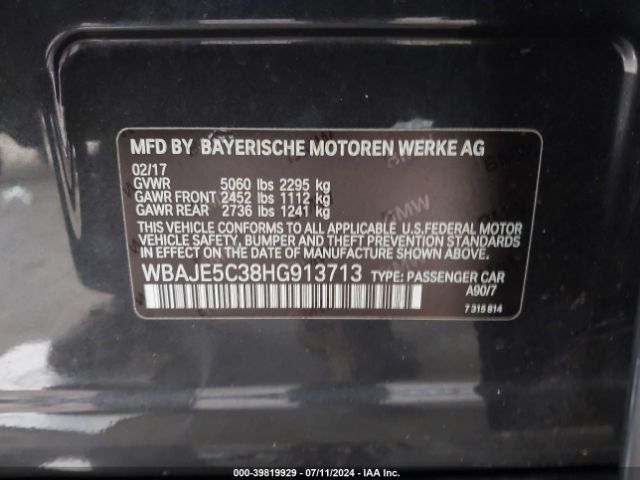 MFD BY BAYERISCHE MOTOREN WERKE AG
02/17
GVWR 5060 lbs 2295 kg
GAWR FRONT 2452 lbs 1112 kg
GAWR REAR 2736 lbs 1241 kg
THIS VEHICLE CONFORMS TO ALL APPLICABLE U.S.FEDERAL MOTOR
VEHICLE SAFETY, BUMPER AND THEFT PREVENTION STANDARDS
IN EFFECT ON THE DATE OF MANUFACTURE SHOWN ABOVE.
WBAJE5C38HG913713 TYPE: PASSENGER CAR
A90/7
7 315 814
BMW
000-39819929 - 07/11/2024 - IAA Inc.